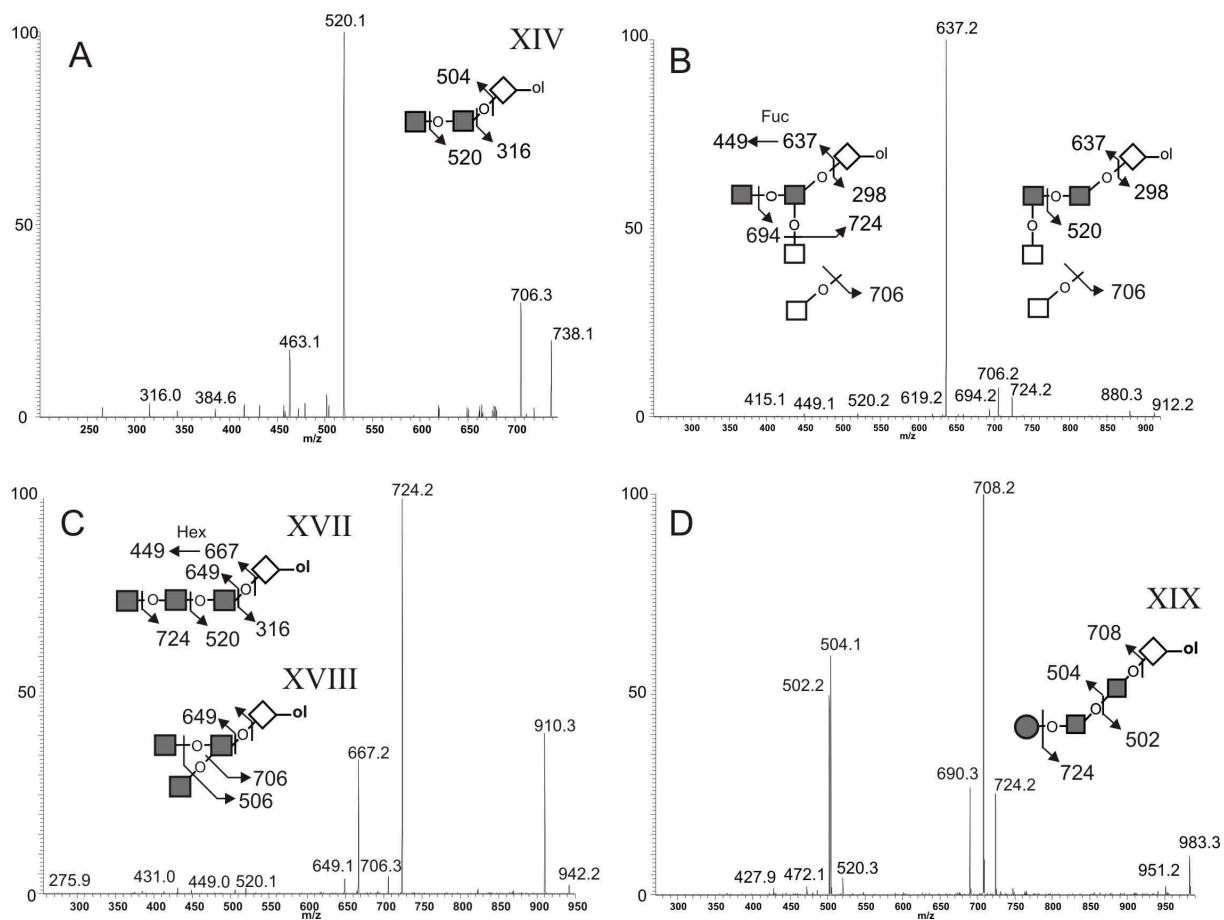 A
XIV
100
50
0
520.1
706.3
738.1
463.1
316.0
384.6
504
ol
O
O
520
316
250 300 350 400 450 500 550 600 650 700
m/z
B
100
50
0
637.2
Fuc
449
637
ol
O
298
O
O
694
724
O
706
637
ol
O
298
O
520
O
O
706
415.1
449.1
520.2
619.2
694.2
706.2
724.2
880.3
912.2
300 350 400 450 500 550 600 650 700 750 800 850 900
m/z
C
XVII
100
50
0
724.2
Hex
449
667
649
ol
O
O
O
724
520
316
XVIII
649
ol
O
O
O
706
506
667.2
910.3
649.1
706.3
942.2
275.9
431.0
449.0
520.1
300 350 400 450 500 550 600 650 700 750 800 850 900 950
m/z
D
XIX
100
50
0
708.2
504.1
502.2
690.3
724.2
983.3
951.2
427.9
472.1
520.3
708
ol
504
O
O
O
502
724
300 350 400 450 500 550 600 650 700 750 800 850 900 950
m/z